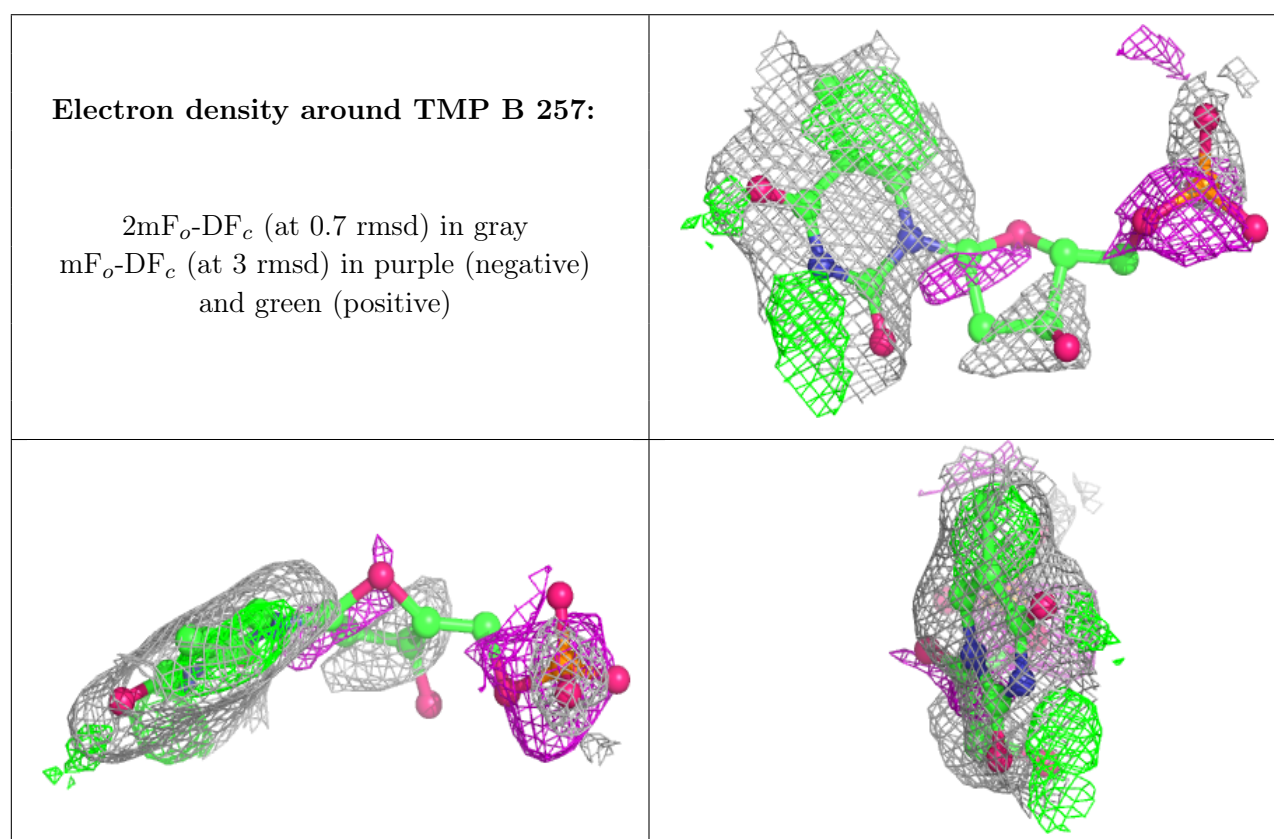 Electron density around TMP B 257:
2mFo-DFc (at 0.7 rmsd) in gray
mFo-DFc (at 3 rmsd) in purple (negative)
and green (positive)